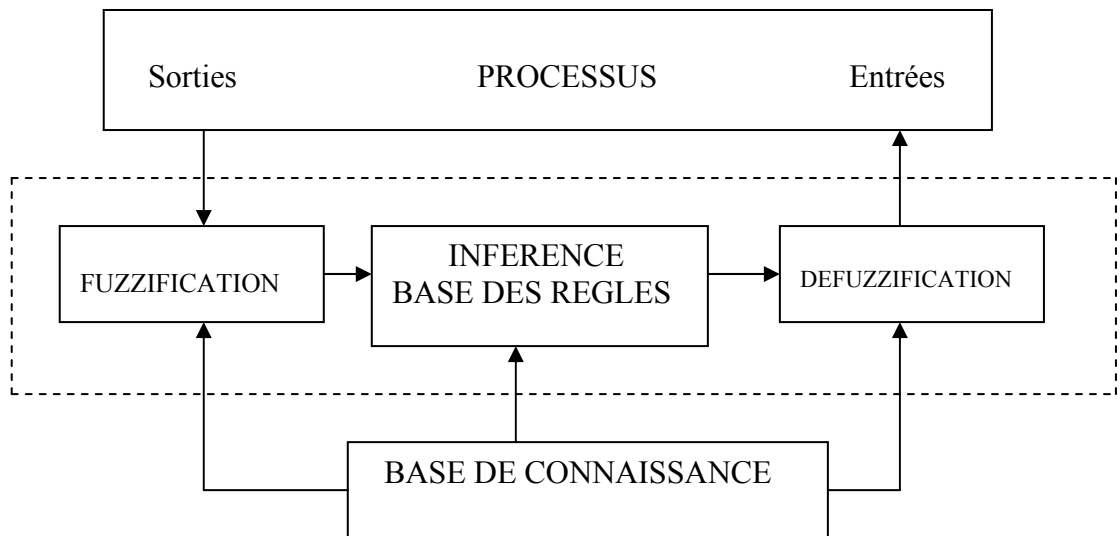 Sorties PROCESSUS Entrées
FUZZIFICATION
INFERENCE
BASE DES REGLES
DEFUZZIFICATION
BASE DE CONNAISSANCE